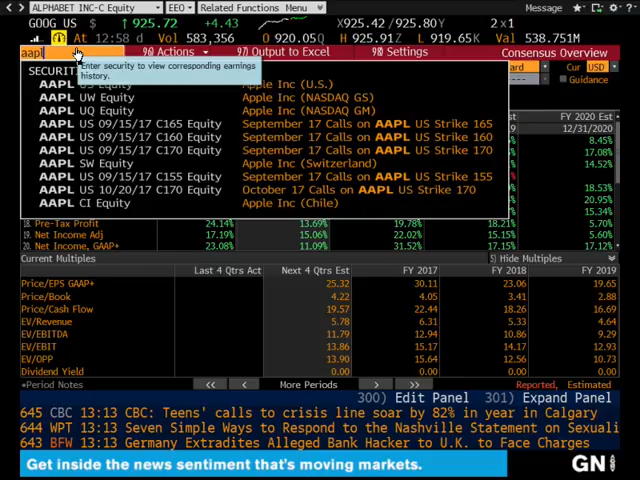 ALPHABET INC-C Equity EEO Related Functions Menu Message
GOOG US $ ↑ 925.72 +4.43 X925.42/925.80Y 2x1
At 12:58 d Vol 583,356 O 920.05Q H 925.91Z L 919.65K Val 538.751M
aapl 90 Actions 97 Output to Excel 98 Settings Consensus Overview
Enter security to view corresponding earnings
history.
SECURIT
Cur USD
Guidance
AAPL US Equity Apple Inc (U.S.)
AAPL UW Equity Apple Inc (NASDAQ GS)
AAPL UQ Equity Apple Inc (NASDAQ GM)
AAPL US 09/15/17 C165 Equity September 17 Calls on AAPL US Strike 165
AAPL US 09/15/17 C160 Equity September 17 Calls on AAPL US Strike 160
AAPL US 09/15/17 C170 Equity September 17 Calls on AAPL US Strike 170
AAPL SW Equity Apple Inc (Switzerland)
AAPL US 09/15/17 C155 Equity September 17 Calls on AAPL US Strike 155
AAPL US 10/20/17 C170 Equity October 17 Calls on AAPL US Strike 170
AAPL CI Equity Apple Inc (Chile)
FY 2020 Est
12/31/2020
8.45%
17.08%
14.52%
18.53%
20.95%
15.34%
18. Pre-Tax Profit 24.14% 13.69% 19.78% 18.21% 5.70%
19. Net Income Adj 17.19% 15.06% 22.02% 15.15% 5.70%
20. Net Income, GAAP+ 23.08% 11.09% 31.52% 17.15% 17.12%
Current Multiples 5) Hide Multiples
Last 4 Qtrs Act Next 4 Qtrs Est FY 2017 FY 2018 FY 2019
Price/EPS GAAP+ 25.32 30.11 23.06 19.65
Price/Book 4.22 4.05 3.41 2.88
Price/Cash Flow 19.57 22.44 18.26 16.69
EV/Revenue 5.78 6.31 5.33 4.64
EV/EBITDA 11.79 12.94 10.86 9.29
EV/EBIT 13.86 15.17 14.17 12.93
EV/OPP 13.90 15.64 12.56 10.73
Dividend Yield 0.00 0.00 0.00 0.00
•Period Notes << < More Periods > >> Reported, Estimated
300) Edit Panel 301) Expand Panel
645 CBC 13:13 CBC: Teens' calls to crisis line soar by 82% in year in Calgary
644 WPT 13:13 Seven Simple Ways to Respond to the Nashville Statement on Sexuali
643 BFW 13:13 Germany Extradites Alleged Bank Hacker to U.K. to Face Charges
Get inside the news sentiment that's moving markets. GN